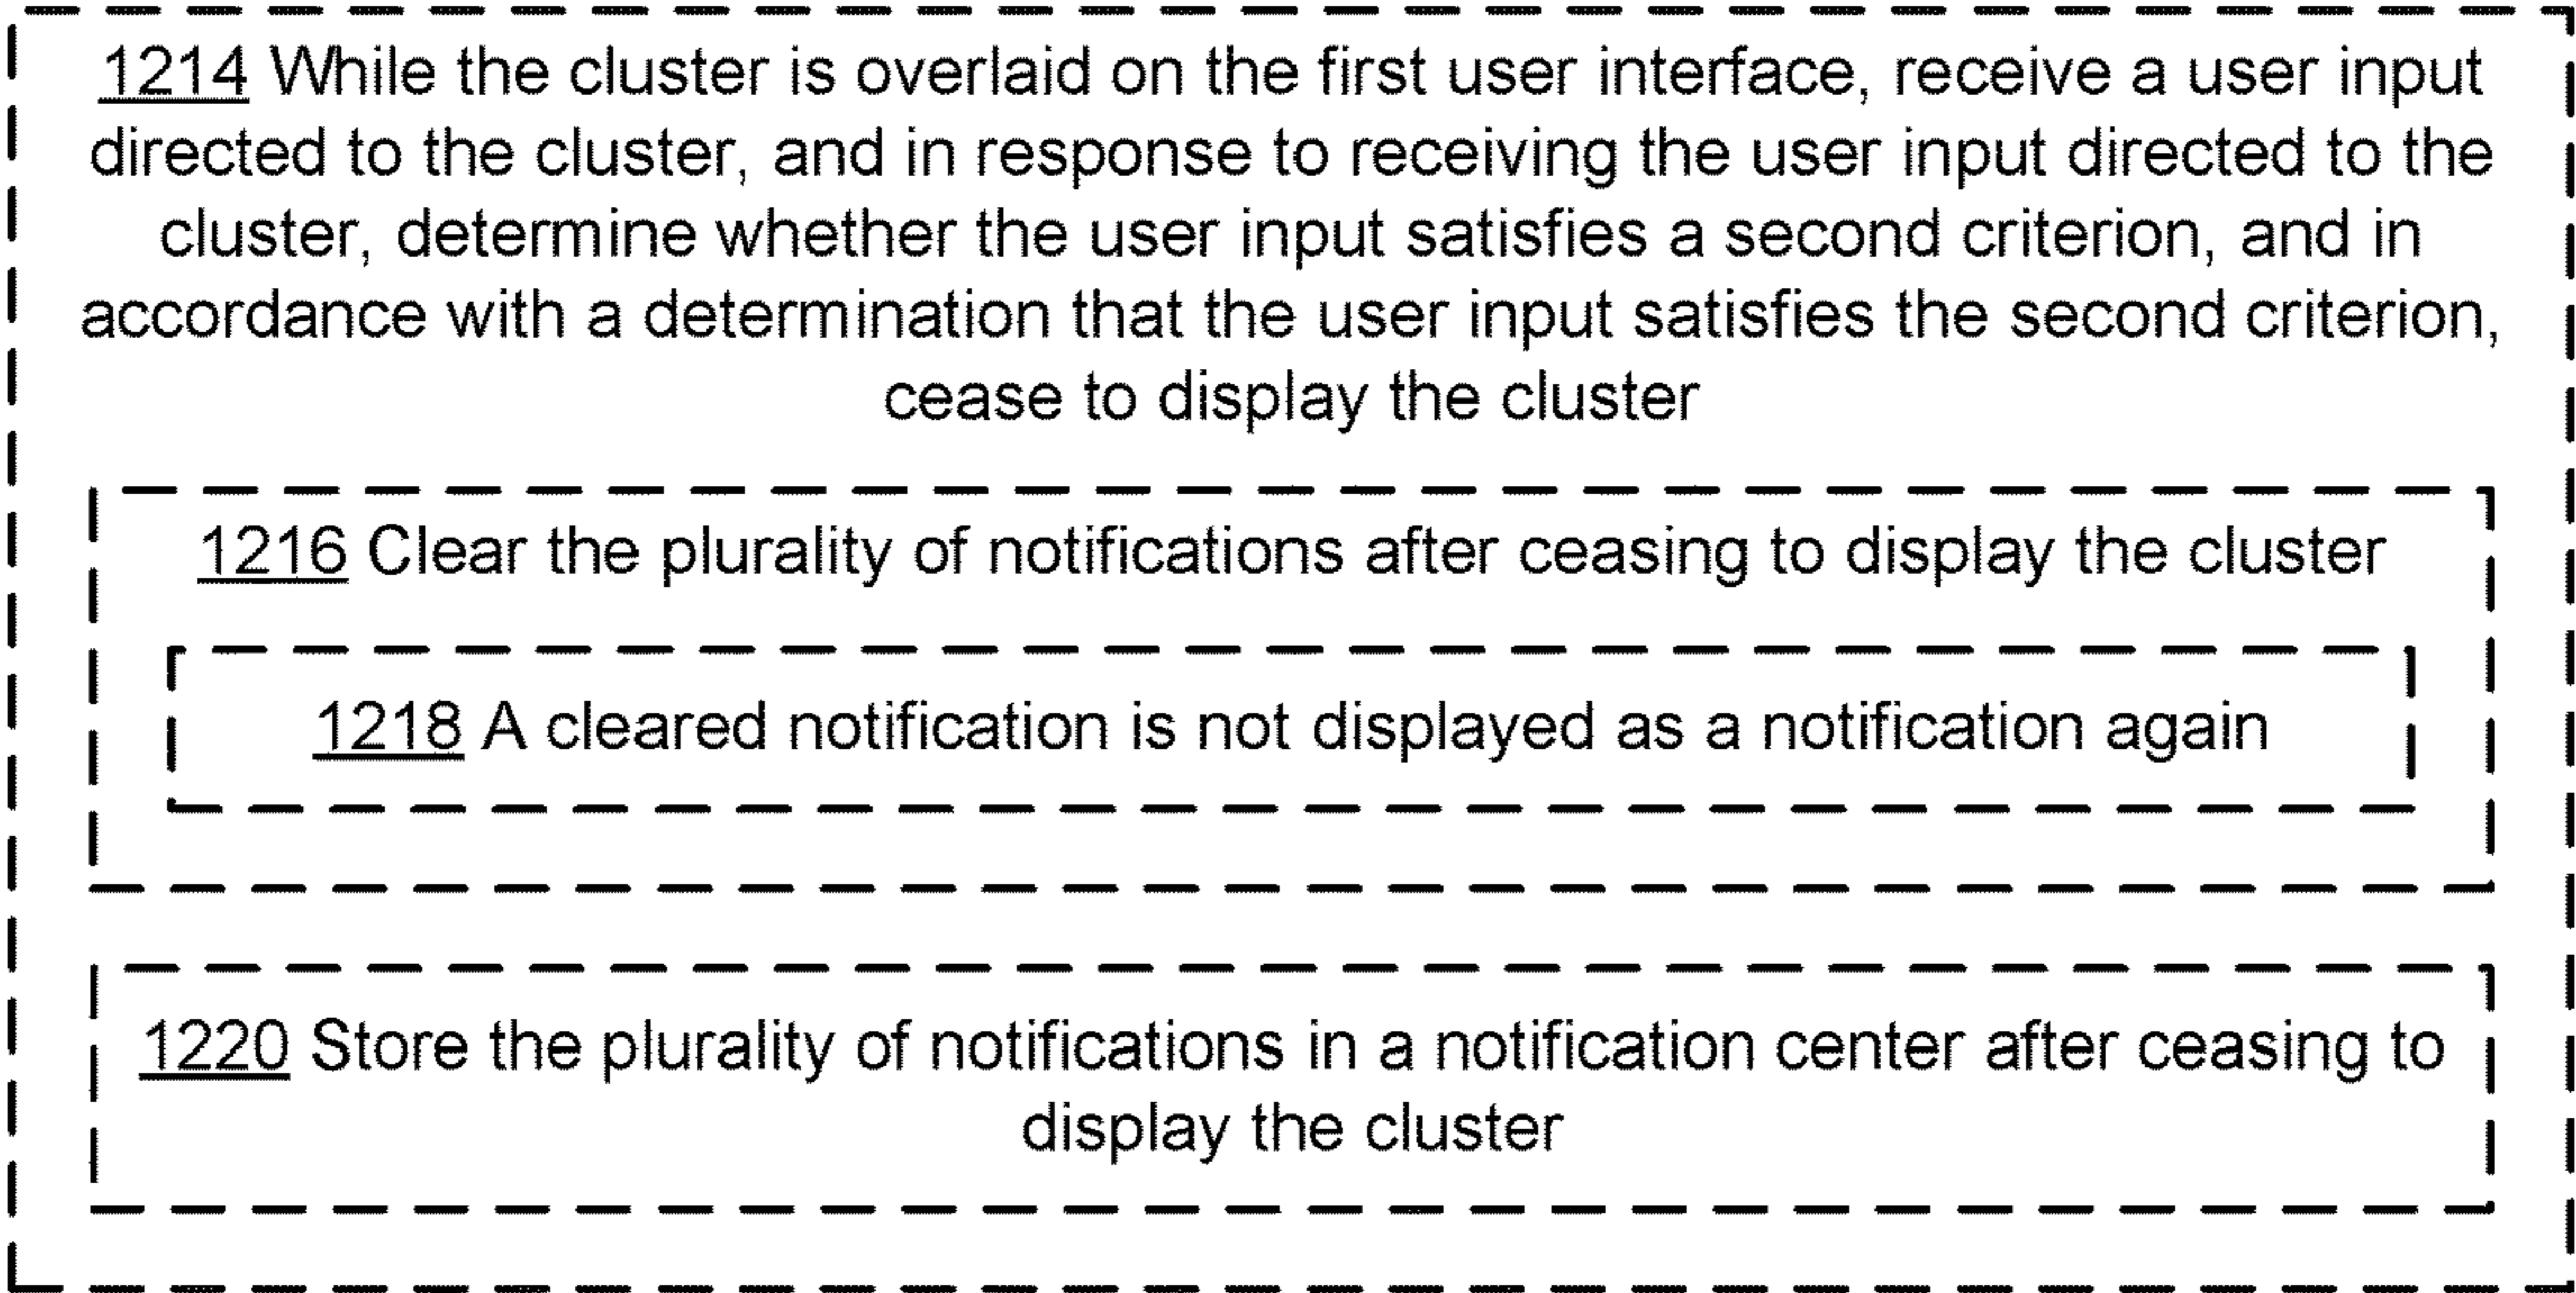 1214 While the cluster is overlaid on the first user interface, receive a user input
directed to the cluster, and in response to receiving the user input directed to the
cluster, determine whether the user input satisfies a second criterion, and in
accordance with a determination that the user input satisfies the second criterion,
cease to display the cluster
1216 Clear the plurality of notifications after ceasing to display the cluster
1218 A cleared notification is not displayed as a notification again
1220 Store the plurality of notifications in a notification center after ceasing to
display the cluster